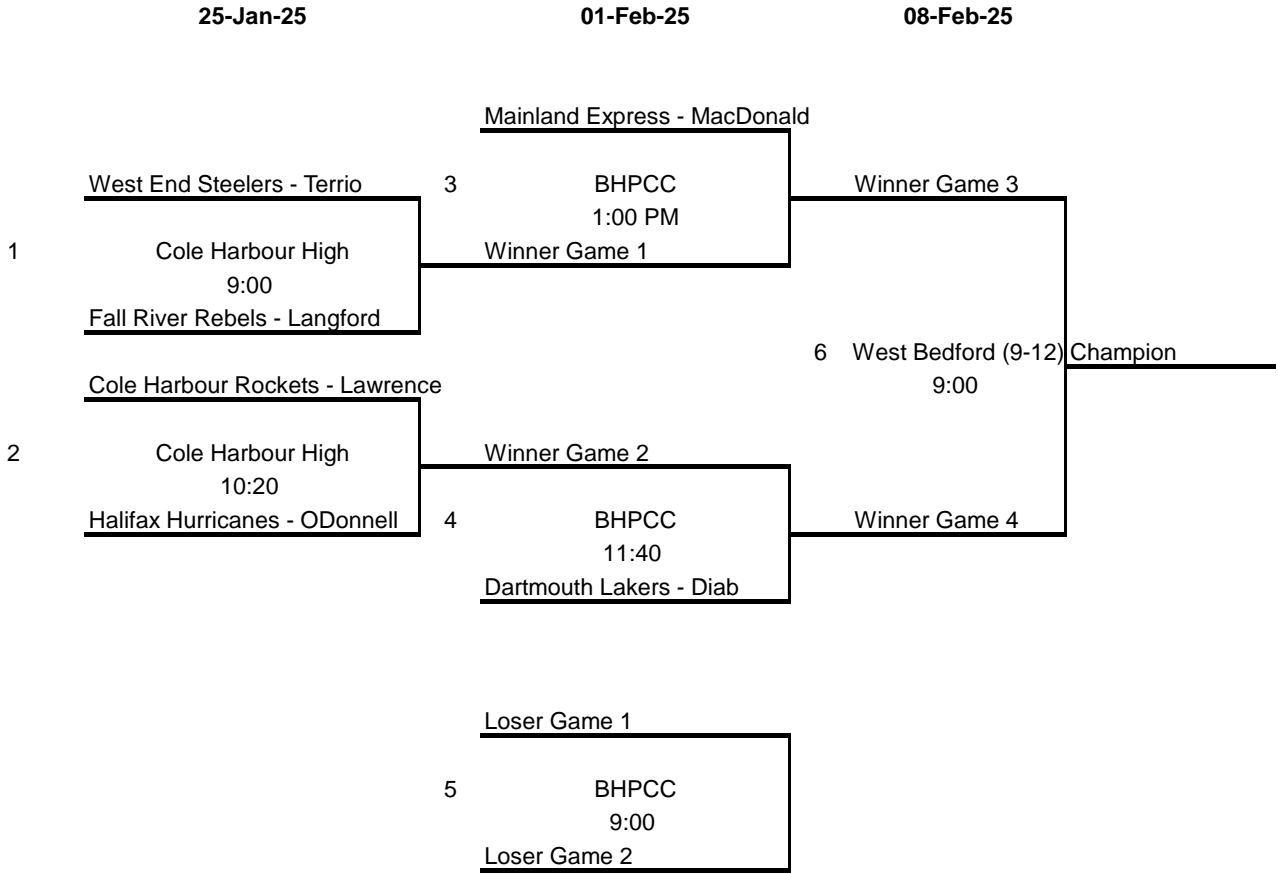 25-Jan-25 01-Feb-25 08-Feb-25
Mainland Express - MacDonald
West End Steelers - Terrio 3 BHPCC Winner Game 3
1:00 PM
1 Cole Harbour High Winner Game 1
9:00
Fall River Rebels - Langford
6 West Bedford (9-12) Champion
Cole Harbour Rockets - Lawrence 9:00
2 Cole Harbour High Winner Game 2
10:20
Halifax Hurricanes - ODonnell 4 BHPCC Winner Game 4
11:40
Dartmouth Lakers - Diab
Loser Game 1
5 BHPCC
9:00
Loser Game 2